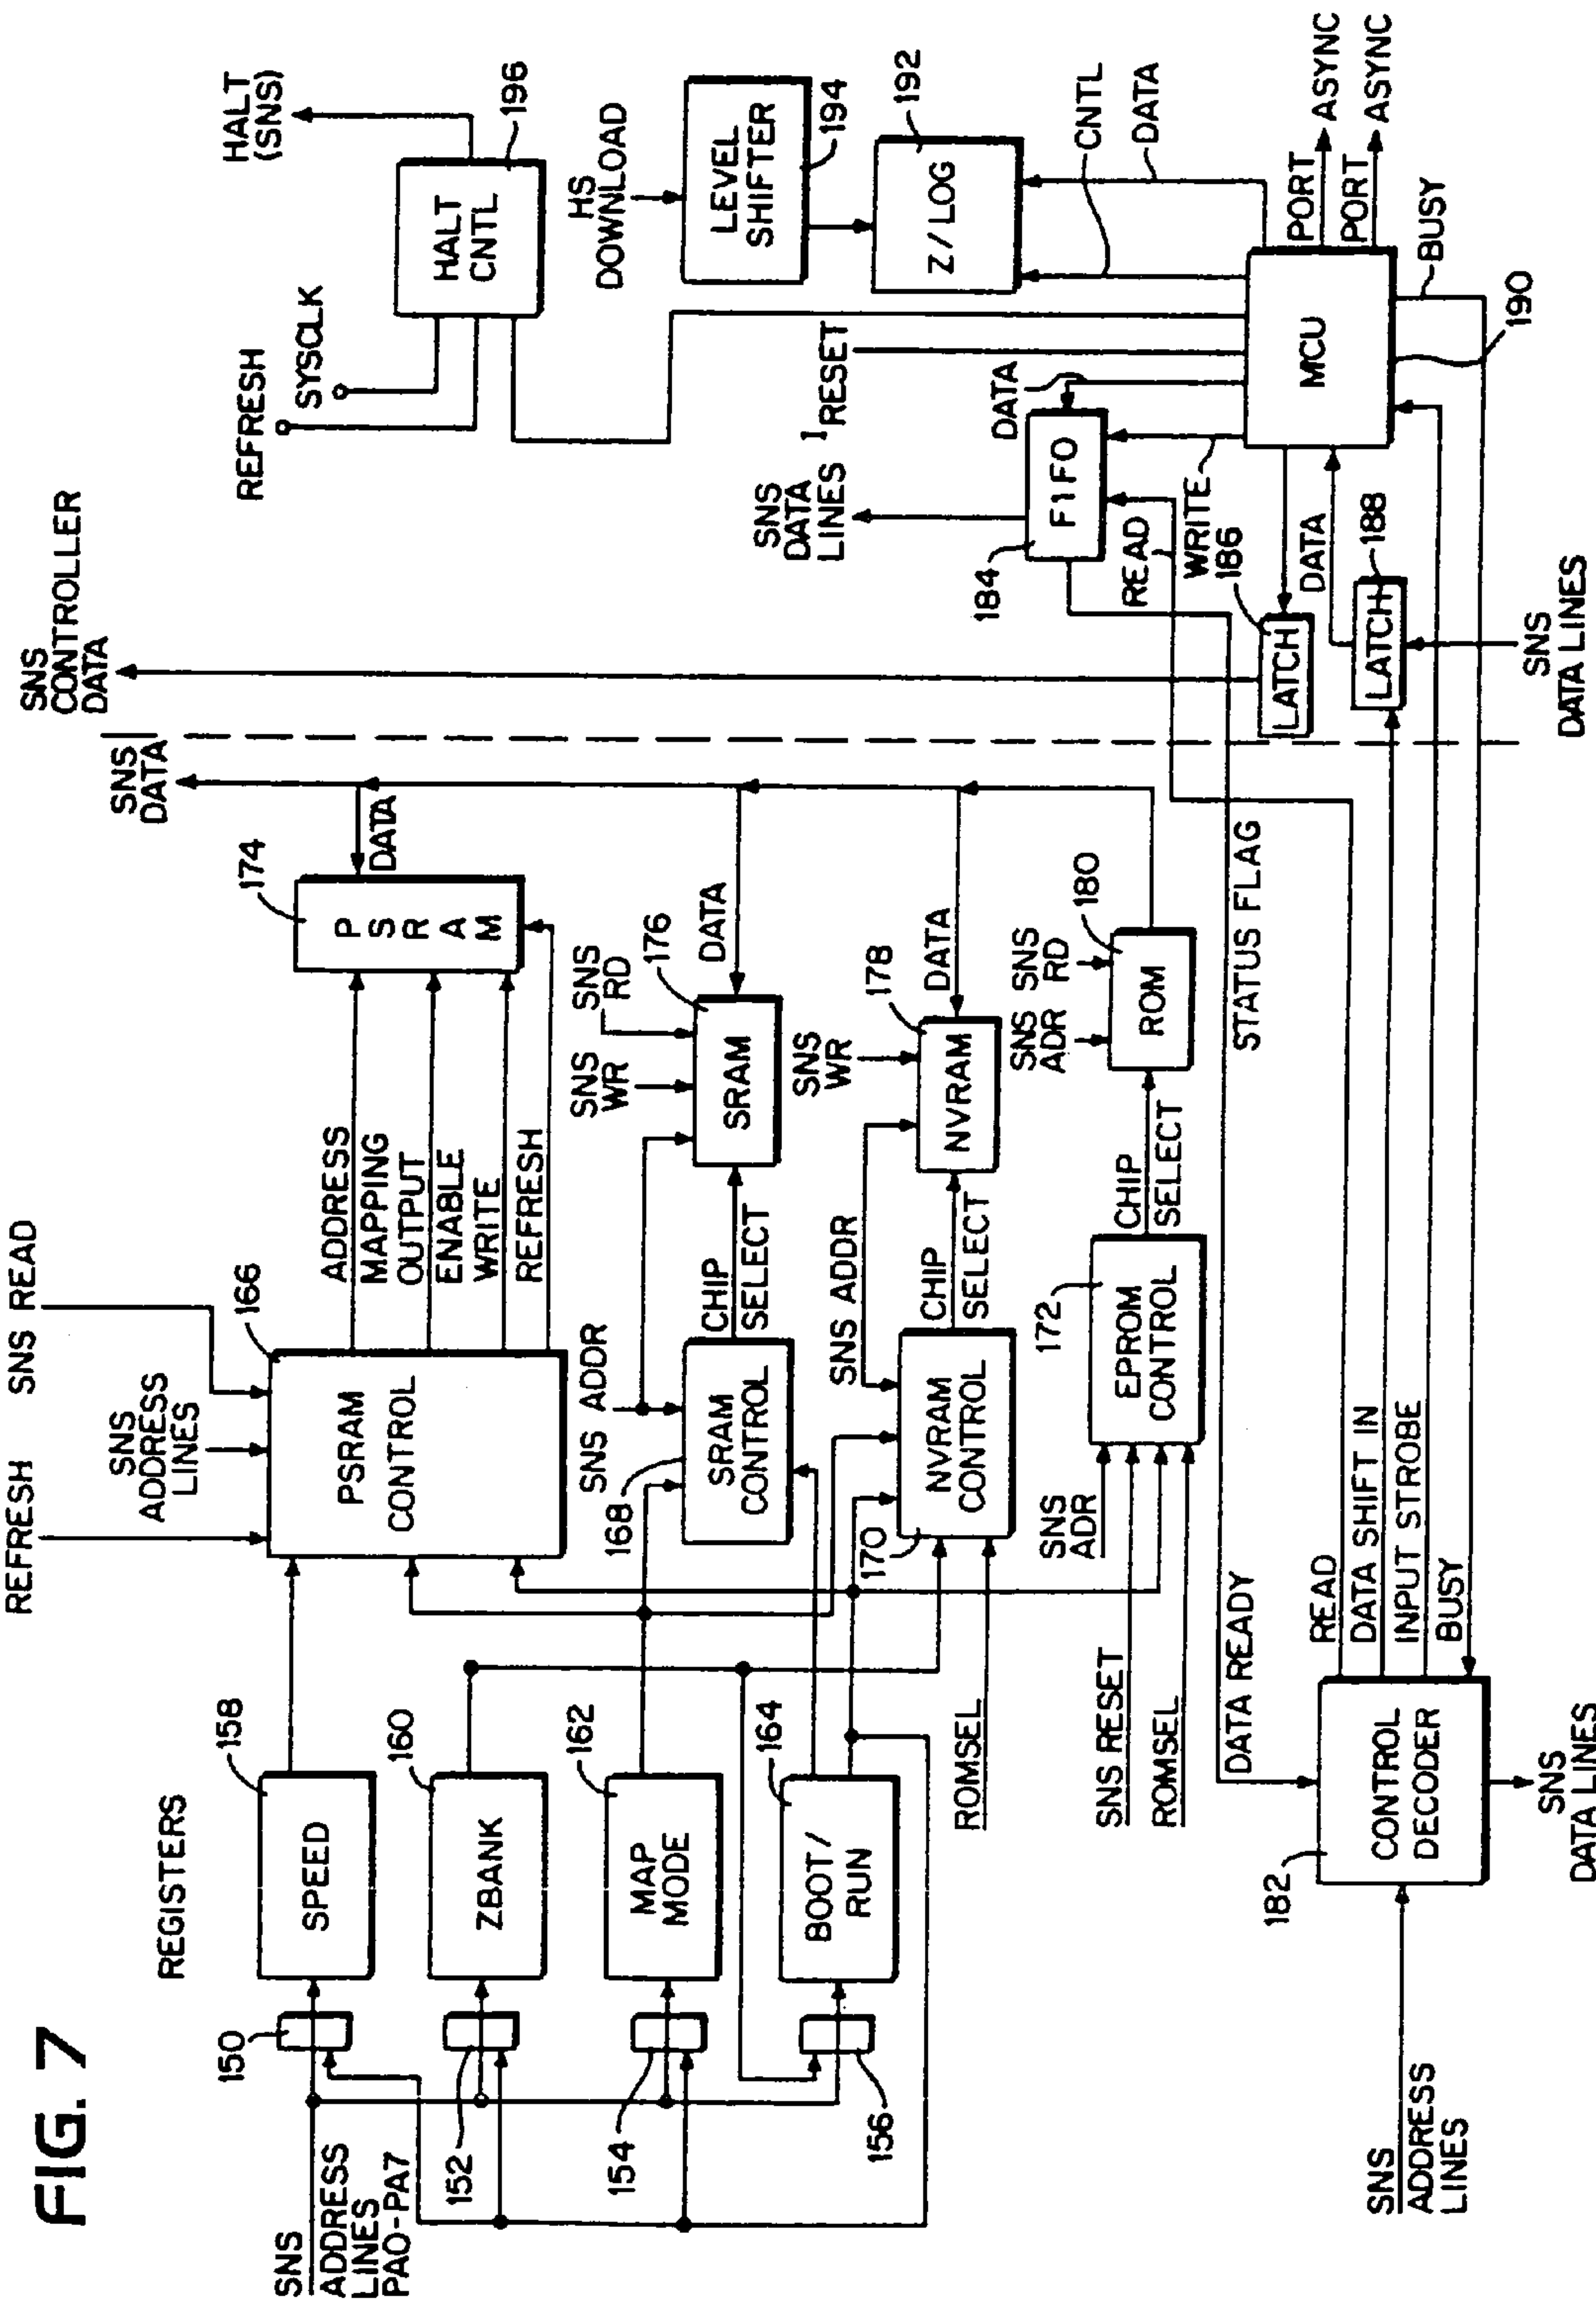 FIG. 7
REGISTERS
REFRESH
SNS READ
SNS
ADDRESS
LINES
SNS
ADDRESS
LINES
PAO-PA7
150
152
154
156
SPEED
158
ZBANK
160
MAP
MODE
162
BOOT/
RUN
164
PSRAM
CONTROL
166
ADDRESS
MAPPING
OUTPUT
ENABLE
WRITE
REFRESH
P
S
R
A
M
174
DATA
SNS
DATA
SNS ADDR
168
SRAM
CONTROL
CHIP
SELECT
SNS
WR
SNS
RD
SRAM
176
DATA
SNS ADDR
170
NVRAM
CONTROL
ROMSEL
CHIP
SELECT
SNS
WR
NVRAM
178
DATA
SNS
ADR
SNS RESET
ROMSEL
172
EPROM
CONTROL
CHIP
SELECT
SNS
ADR
SNS
RD
ROM
180
STATUS FLAG
DATA READY
SNS
ADDRESS
LINES
182
CONTROL
DECODER
SNS
DATA LINES
READ
DATA SHIFT IN
INPUT STROBE
BUSY
SNS
CONTROLLER
DATA
REFRESH
SYSCLK
HALT
CNTL
196
HALT
(SNS)
HS
DOWNLOAD
LEVEL
SHIFTER
194
Z/LOG
192
CNTL
DATA
SNS
DATA
LINES
RESET
DATA
FIFO
184
READ
WRITE
186
LATCH
DATA
LATCH
188
SNS
DATA LINES
MCU
190
PORT
ASYNC
PORT
ASYNC
BUSY